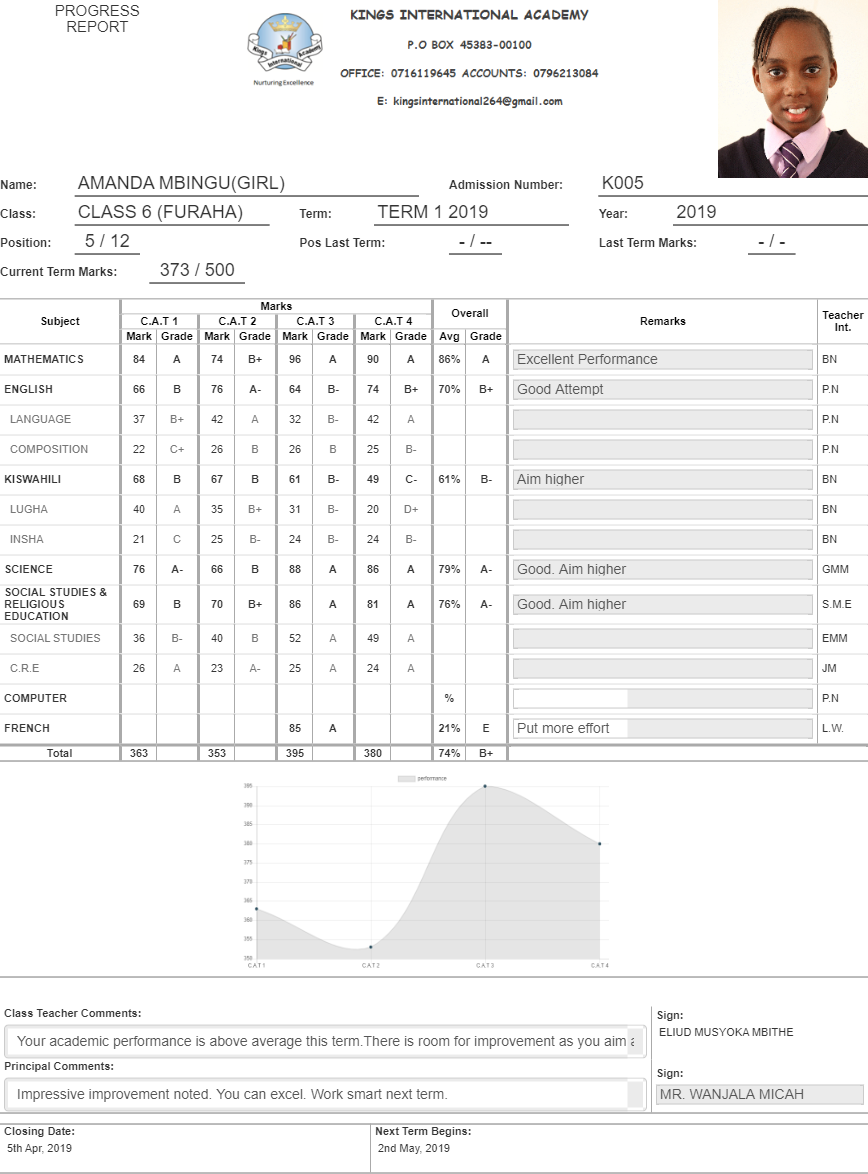 PROGRESS
REPORT
Kings International Academy
Nurturing Excellence
KINGS INTERNATIONAL ACADEMY
P.O BOX 45383-00100
OFFICE: 0716119645 ACCOUNTS: 0796213084
E: kingsinternational264@gmail.com
Name: AMANDA MBINGU(GIRL) Admission Number: K005
Class: CLASS 6 (FURAHA) Term: TERM 1 2019 Year: 2019
Position: 5 / 12 Pos Last Term: - / -- Last Term Marks: - / -
Current Term Marks: 373 / 500
Subject Marks Overall Remarks Teacher Int.
C.A.T 1 C.A.T 2 C.A.T 3 C.A.T 4
Mark Grade Mark Grade Mark Grade Mark Grade Avg Grade
MATHEMATICS 84 A 74 B+ 96 A 90 A 86% A Excellent Performance BN
ENGLISH 66 B 76 A- 64 B- 74 B+ 70% B+ Good Attempt P.N
LANGUAGE 37 B+ 42 A 32 B- 42 A P.N
COMPOSITION 22 C+ 26 B 26 B 25 B- P.N
KISWAHILI 68 B 67 B 61 B- 49 C- 61% B- Aim higher BN
LUGHA 40 A 35 B+ 31 B- 20 D+ BN
INSHA 21 C 25 B- 24 B- 24 B- BN
SCIENCE 76 A- 66 B 88 A 86 A 79% A- Good. Aim higher GMM
SOCIAL STUDIES &
RELIGIOUS
EDUCATION 69 B 70 B+ 86 A 81 A 76% A- Good. Aim higher S.M.E
SOCIAL STUDIES 36 B- 40 B 52 A 49 A EMM
C.R.E 26 A 23 A- 25 A 24 A JM
COMPUTER % P.N
FRENCH 85 A 21% E Put more effort L.W.
Total 363 353 395 380 74% B+
performance
395
390
385
380
375
370
365
360
355
350
CAT1 CAT2 CAT3 CAT4
Class Teacher Comments: Sign:
Your academic performance is above average this term.There is room for improvement as you aim ELIUD MUSYOKA MBITHE
Principal Comments: Sign:
Impressive improvement noted. You can excel. Work smart next term. MR. WANJALA MICAH
Closing Date: Next Term Begins:
5th Apr, 2019 2nd May, 2019